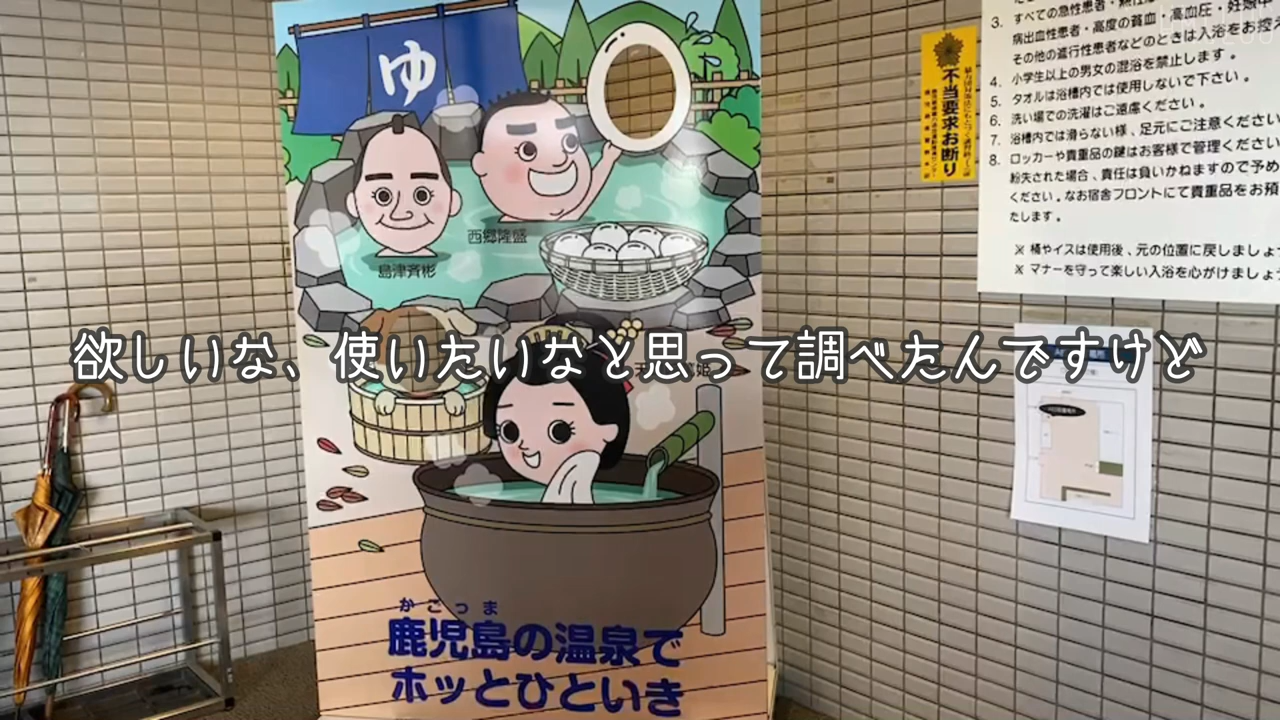 ゆ
西郷隆盛
島津斉彬
欲しいな、使いたいなと思って調べたんですけど
かごっま
鹿児島の温泉で
ホッとひといき
不当要求お断り
3. すべての急性患者・
病出血性患者・高度の貧血・高血圧・妊娠中
その他の進行性患者などのときは入浴をお控え
します。
4. 小学生以上の男女の混浴を禁止します。
5. タオルは浴槽内では使用しないで下さい。
6. 洗い場での洗濯はご遠慮ください。
7. 浴槽内では滑らない様、足元にご注意ください
8. ロッカーや貴重品の鍵はお客様で管理ください
紛失された場合、責任は負いかねますので予め
ください。なお宿舎フロントにて貴重品をお預
たします。
※ 桶やイスは使用後、元の位置に戻しましょ
※ マナーを守って楽しい入浴を心がけましょ